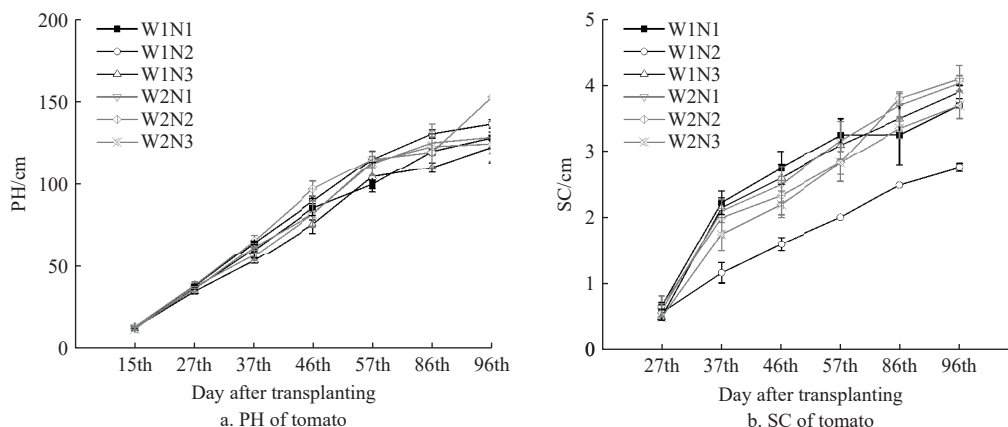 200
150
100
50
0
PH/cm
W1N1
W1N2
W1N3
W2N1
W2N2
W2N3
15th 27th 37th 46th 57th 86th 96th
Day after transplanting
a. PH of tomato
5
4
3
2
1
0
SC/cm
W1N1
W1N2
W1N3
W2N1
W2N2
W2N3
27th 37th 46th 57th 86th 96th
Day after transplanting
b. SC of tomato